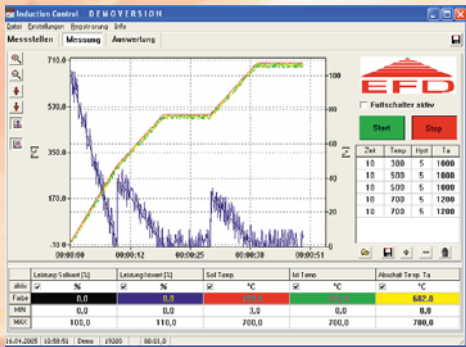 Induction Control DEMOVERSION
Datei Einstellungen Registrierung Info
Messstellen Messung Auswertung
710.0
530.0
350.0
170.0
-10.0
[°C]
100
80
60
40
20
0
[%]
00:00:00 00:00:12 00:00:25 00:00:38 00:00:51
EFD
Fußschalter aktiv
Start Stop
Zeit Temp Hyst Ta
10 300 5 1000
10 500 5 1000
10 500 5 1000
10 700 5 1200
10 700 5 1200
Leistung Sollwert [%] Leistung Istwert [%] Soll Temp. Ist Temp. Abschalt Temp. Ta
aktiv % % °C °C °C
Farbe 0,0 0,0 682,0
MIN 0,0 0,0 3,0 0,0 0,0
MAX 100,0 110,0 700,0 700,0 700,0
16.04.2005 10:58:51 Demo 19200 00:01,0